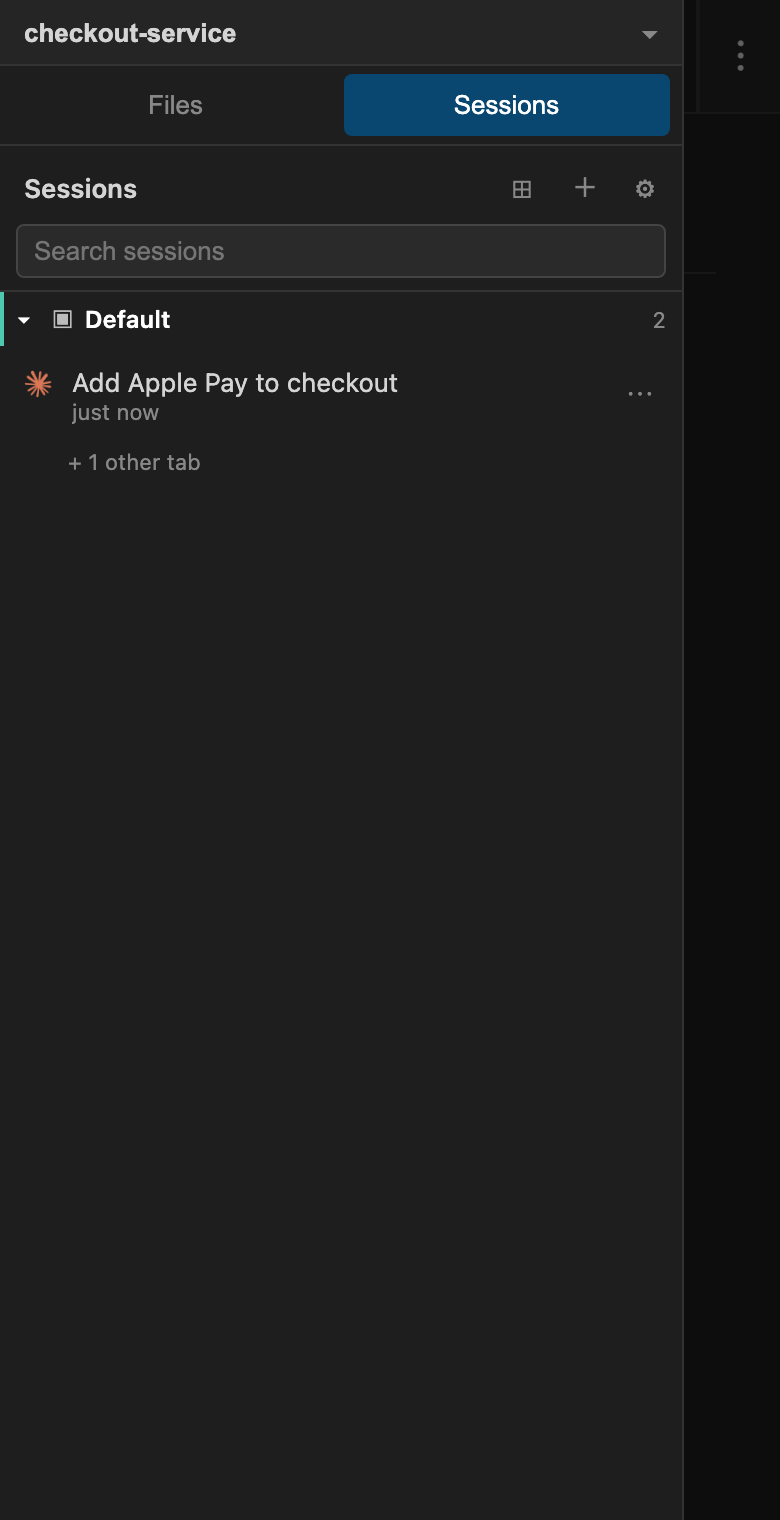 checkout-service
Files
Sessions
Sessions
Search sessions
Default
2
Add Apple Pay to checkout
just now
+ 1 other tab